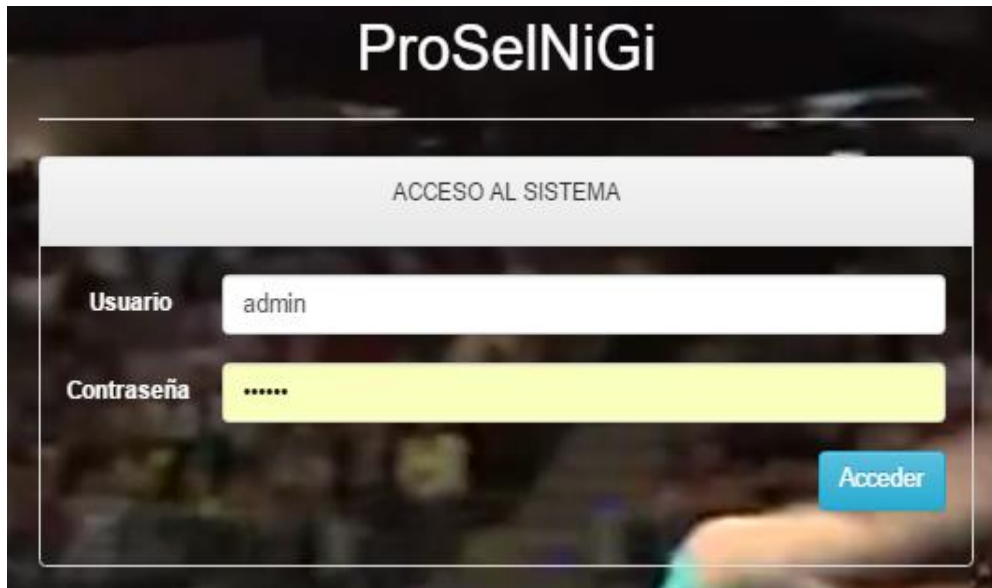 ProSelNiGi
ACCESO AL SISTEMA
Usuario
admin
Contraseña
••••••
Acceder